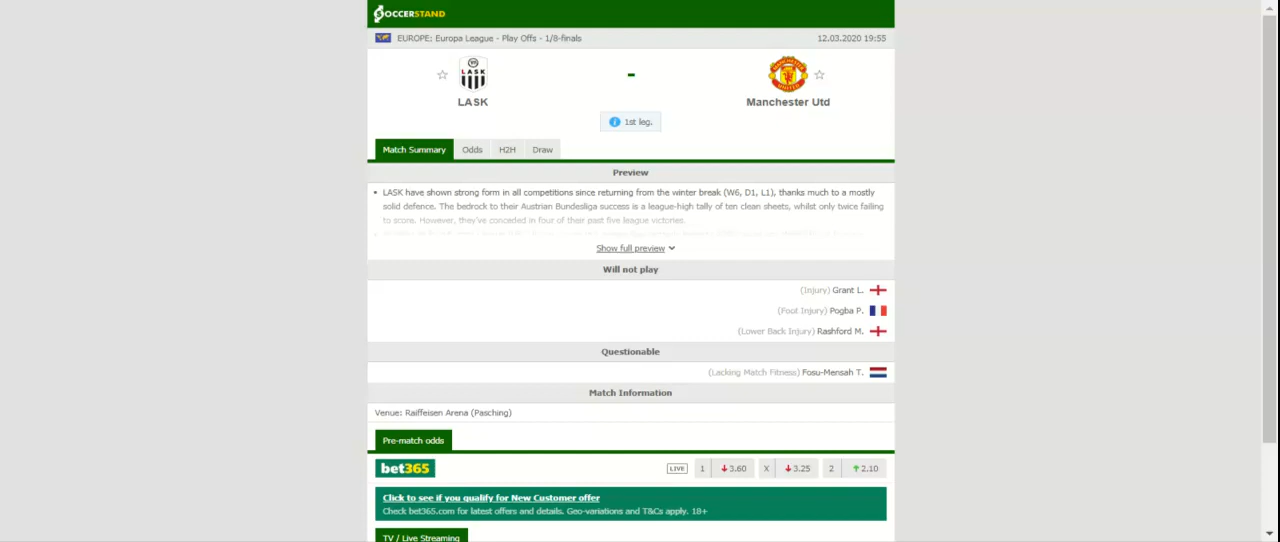 SOCCERSTAND
EUROPE: Europa League - Play Offs - 1/8-finals 12.03.2020 19:55
LASK
-
LASK Manchester Utd
1st leg.
Match Summary Odds H2H Draw
Preview
LASK have shown strong form in all competitions since returning from the winter break (W6, D1, L1), thanks much to a mostly
solid defence. The bedrock to their Austrian Bundesliga success is a league-high tally of ten clean sheets, whilst only twice failing
to score. However, they've conceded in four of their past five league victories.
Show full preview
Will not play
(Injury) Grant L.
(Foot Injury) Pogba P.
(Lower Back Injury) Rashford M.
Questionable
(Lacking Match Fitness) Fosu-Mensah T.
Match Information
Venue: Raiffeisen Arena (Pasching)
Pre-match odds
bet365 LIVE 1 3.60 X 3.25 2 2.10
Click to see if you qualify for New Customer offer
Check bet365.com for latest offers and details. Geo-variations and T&Cs apply. 18+
TV / Live Streaming